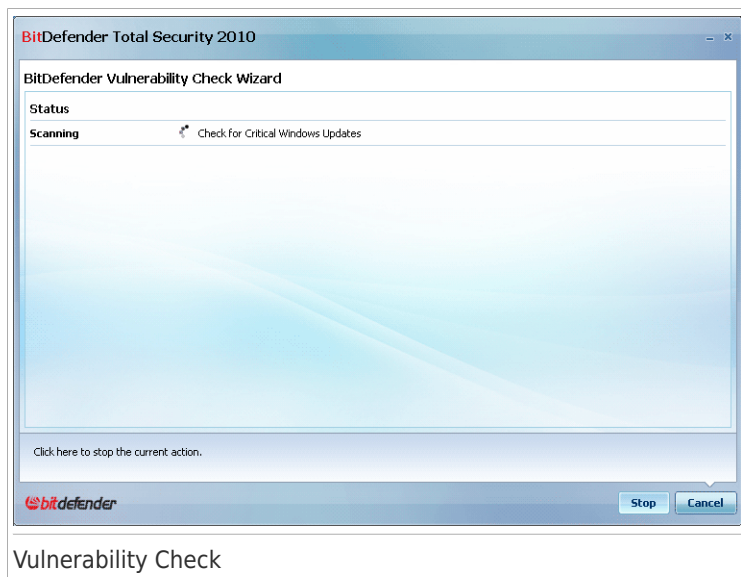 BitDefender Total Security 2010
BitDefender Vulnerability Check Wizard
Status
Scanning Check for Critical Windows Updates
Click here to stop the current action.
bitdefender
Stop Cancel
Vulnerability Check